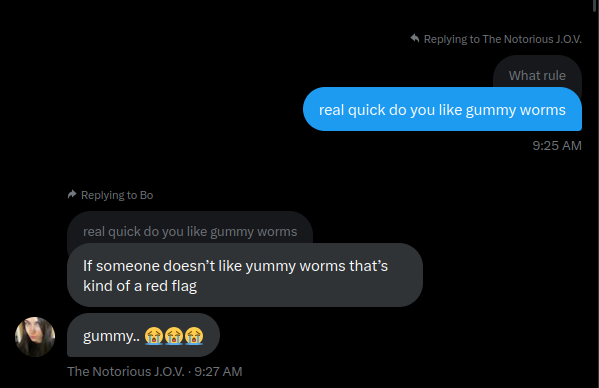 Replying to The Notorious J.O.V.
What rule
real quick do you like gummy worms
9:25 AM
Replying to Bo
real quick do you like gummy worms
If someone doesn’t like yummy worms that’s
kind of a red flag
gummy.. 😭😭😭
The Notorious J.O.V. · 9:27 AM